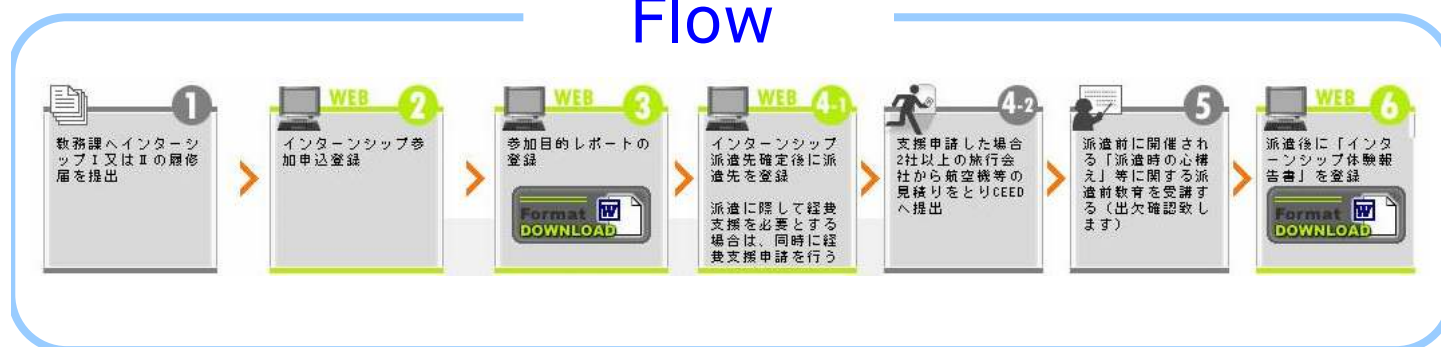 Flow
1
教務課へインターシ
ップⅠ又はⅡの履修
届を提出
WEB 2
インターンシップ参
加申込登録
WEB 3
参加目的レポートの
登録
Format
DOWNLOAD
WEB 4-1
インターンシップ
派遣先確定後に派
遣先を登録
派遣に際して経費
支援を必要とする
場合は、同時に経
費支援申請を行う
4-2
支援申請した場合
2社以上の旅行会
社から航空機等の
見積りをとりCEED
へ提出
5
派遣前に開催され
る「派遣時の心構
え」等に関する派
遣前教育を受講す
る（出欠確認致し
ます）
WEB 6
派遣後に「インタ
ーンシップ体験報
告書」を登録
Format
DOWNLOAD